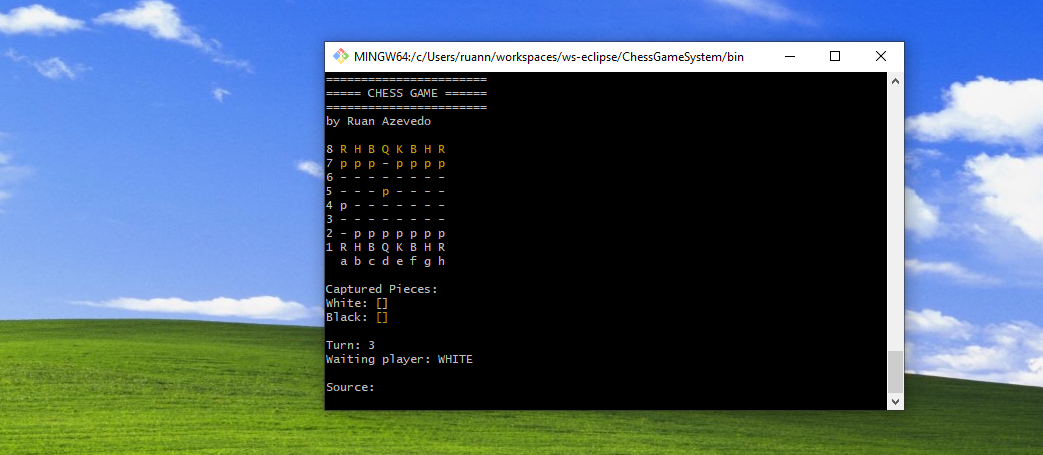 MINGW64:/c/Users/ruann/workspaces/ws-eclipse/ChessGameSystem/bin
=======================
===== CHESS GAME ======
=======================
by Ruan Azevedo
8 R H B Q K B H R
7 p p p - p p p p
6 - - - - - - - -
5 - - - p - - - -
4 p - - - - - - -
3 - - - - - - - -
2 - p p p p p p p
1 R H B Q K B H R
a b c d e f g h
Captured Pieces:
White: []
Black: []
Turn: 3
Waiting player: WHITE
Source: